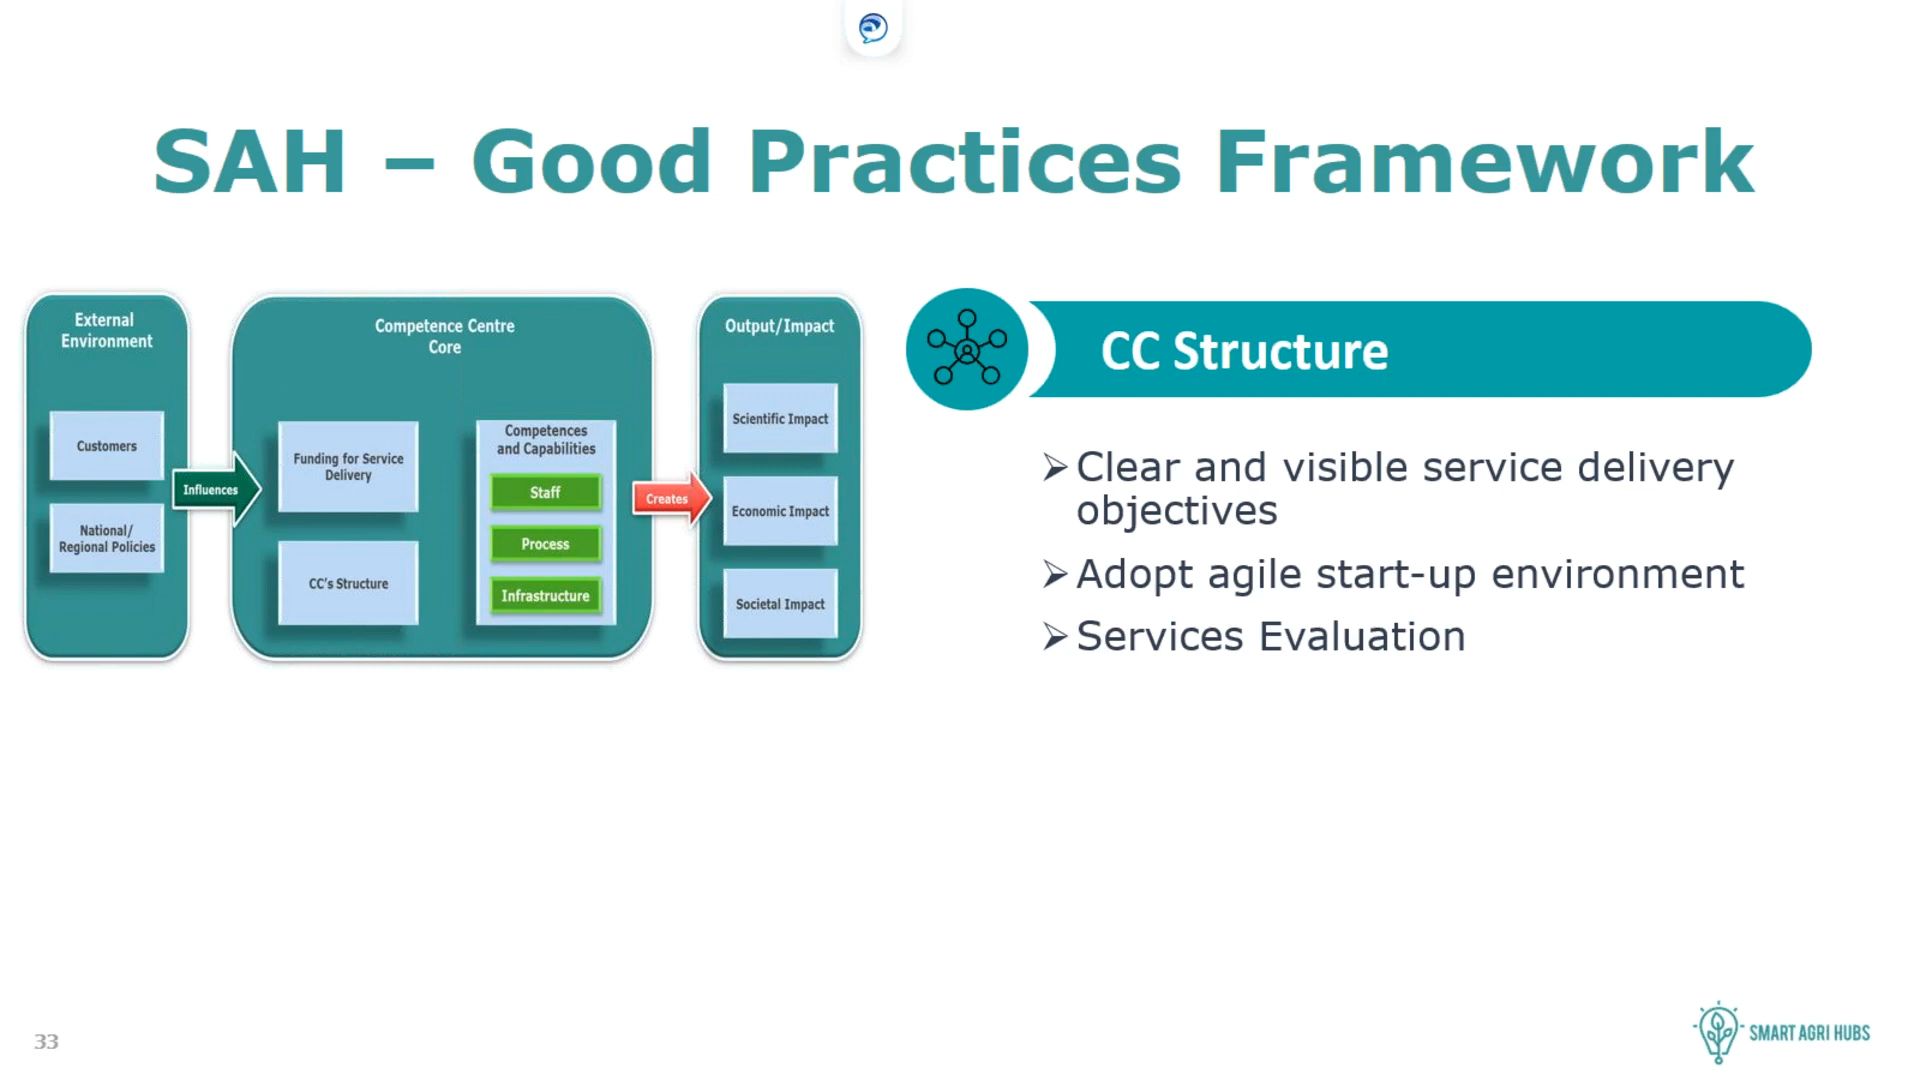 SAH – Good Practices Framework
External
Environment
Customers
National/
Regional Policies
Influences
Competence Centre
Core
Funding for Service
Delivery
CC's Structure
Competences
and Capabilities
Staff
Process
Infrastructure
Creates
Output/Impact
Scientific Impact
Economic Impact
Societal Impact
CC Structure
➢Clear and visible service delivery
objectives
➢Adopt agile start-up environment
➢Services Evaluation
33
SMART AGRI HUBS